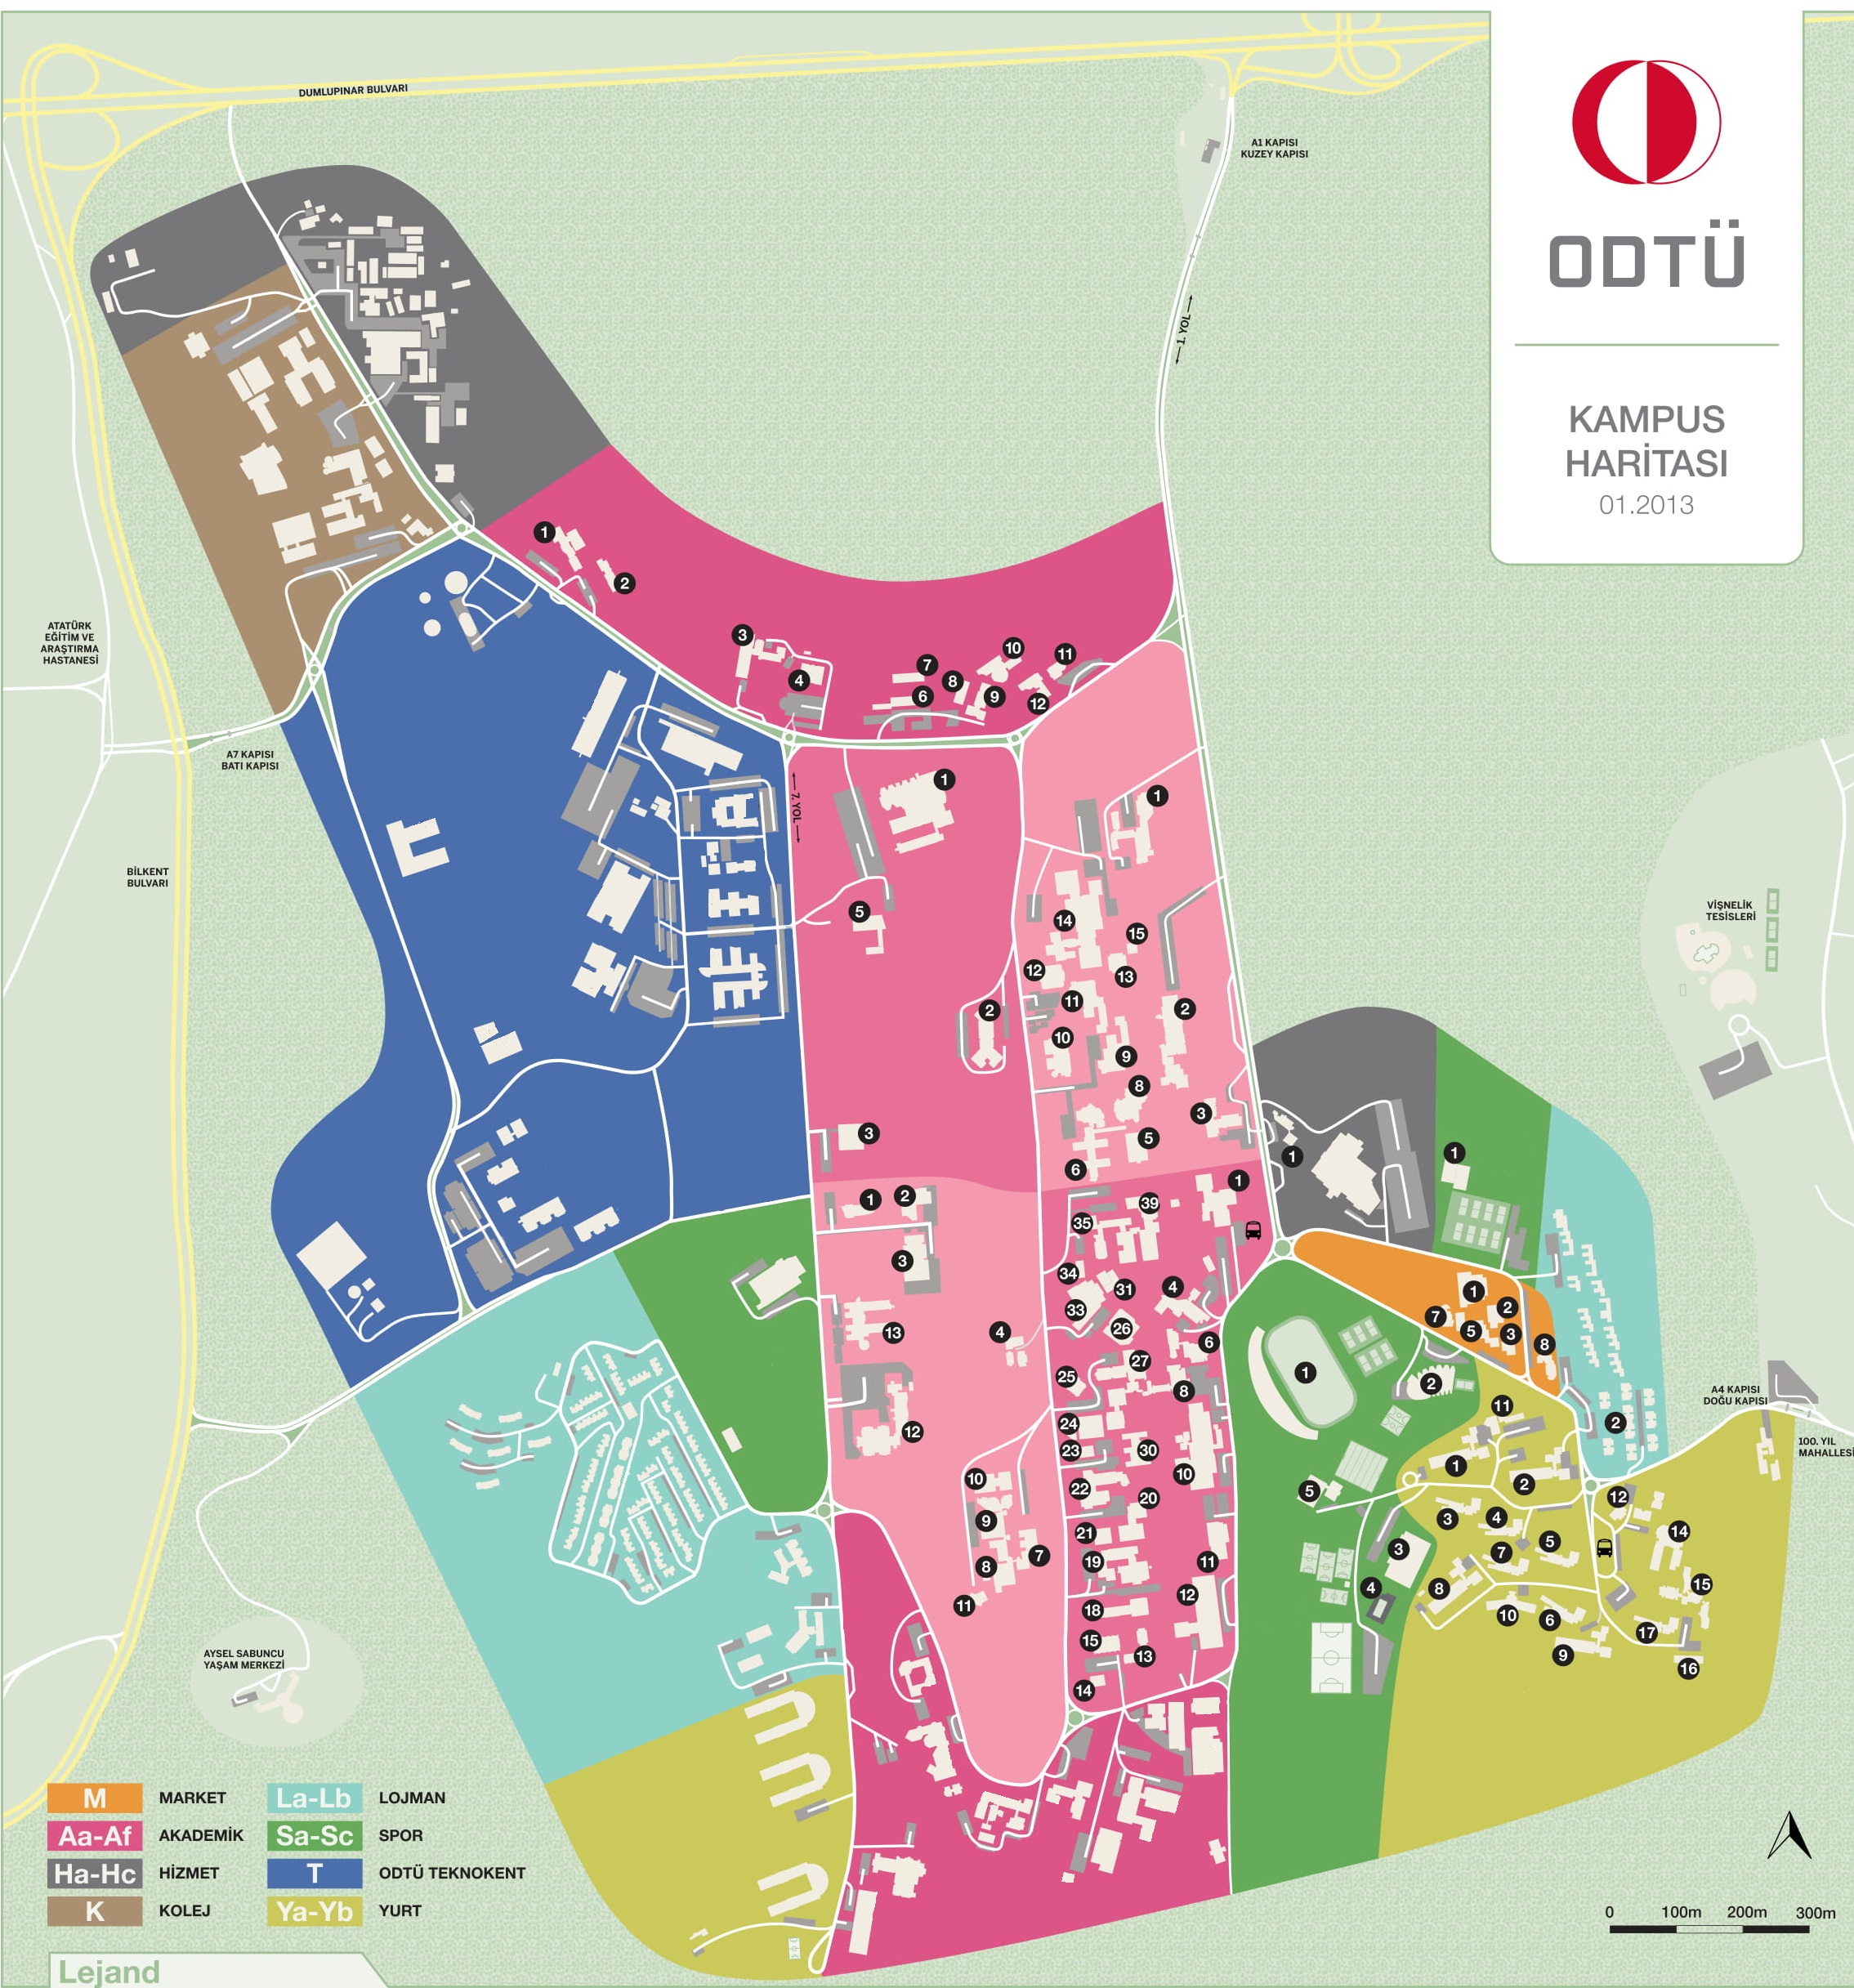 DUMLUPINAR BULVARI
A1 KAPISI
KUZEY KAPISI
ODTÜ
1. YOL
KAMPUS
HARİTASI
01.2013
1
2
ATATÜRK
EĞİTİM VE
ARAŞTIRMA
HASTANESİ
3
4
7
6
8
9
10
11
12
A7 KAPISI
BATI KAPISI
7. YOL
1
5
2
3
BİLKENT
BULVARI
1
14
15
12
13
11
2
10
9
8
3
5
6
VİŞNELİK
TESİSLERİ
1
1
1
2
3
13
4
12
10
9
8
7
11
1
39
35
34
31
33
4
26
6
27
25
8
24
23
30
22
10
20
21
19
11
18
12
15
13
14
1
2
7
5
3
8
1
2
5
3
4
2
A4 KAPISI
DOĞU KAPISI
100. YIL
MAHALLESİ
11
1
2
3
4
7
5
8
10
6
9
12
14
15
17
16
AYSEL SABUNCU
YAŞAM MERKEZİ
M MARKET
La-Lb LOJMAN
Aa-Af AKADEMİK
Sa-Sc SPOR
Ha-Hc HİZMET
T ODTÜ TEKNOKENT
K KOLEJ
Ya-Yb YURT
0 100m 200m 300m
Lejand